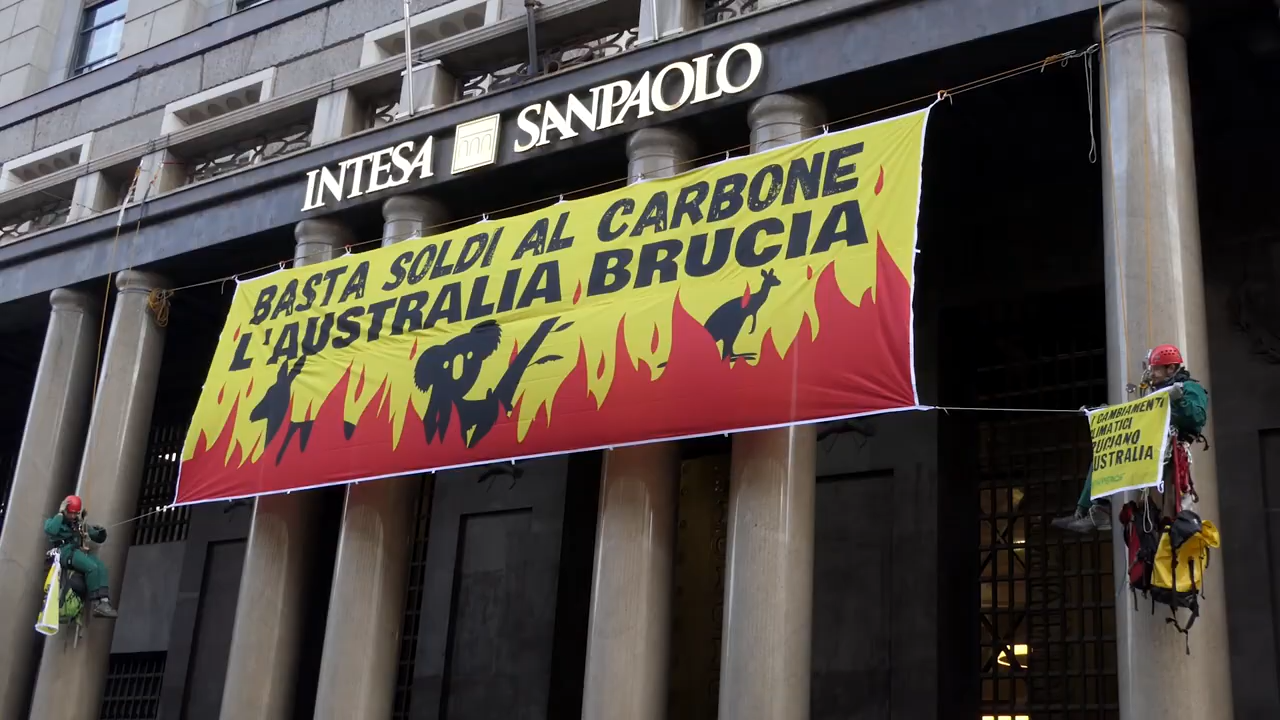 INTESA SANPAOLO
BASTA SOLDI AL CARBONE
L'AUSTRALIA BRUCIA
I CAMBIAMENTI
CLIMATICI
BRUCIANO
AUSTRALIA